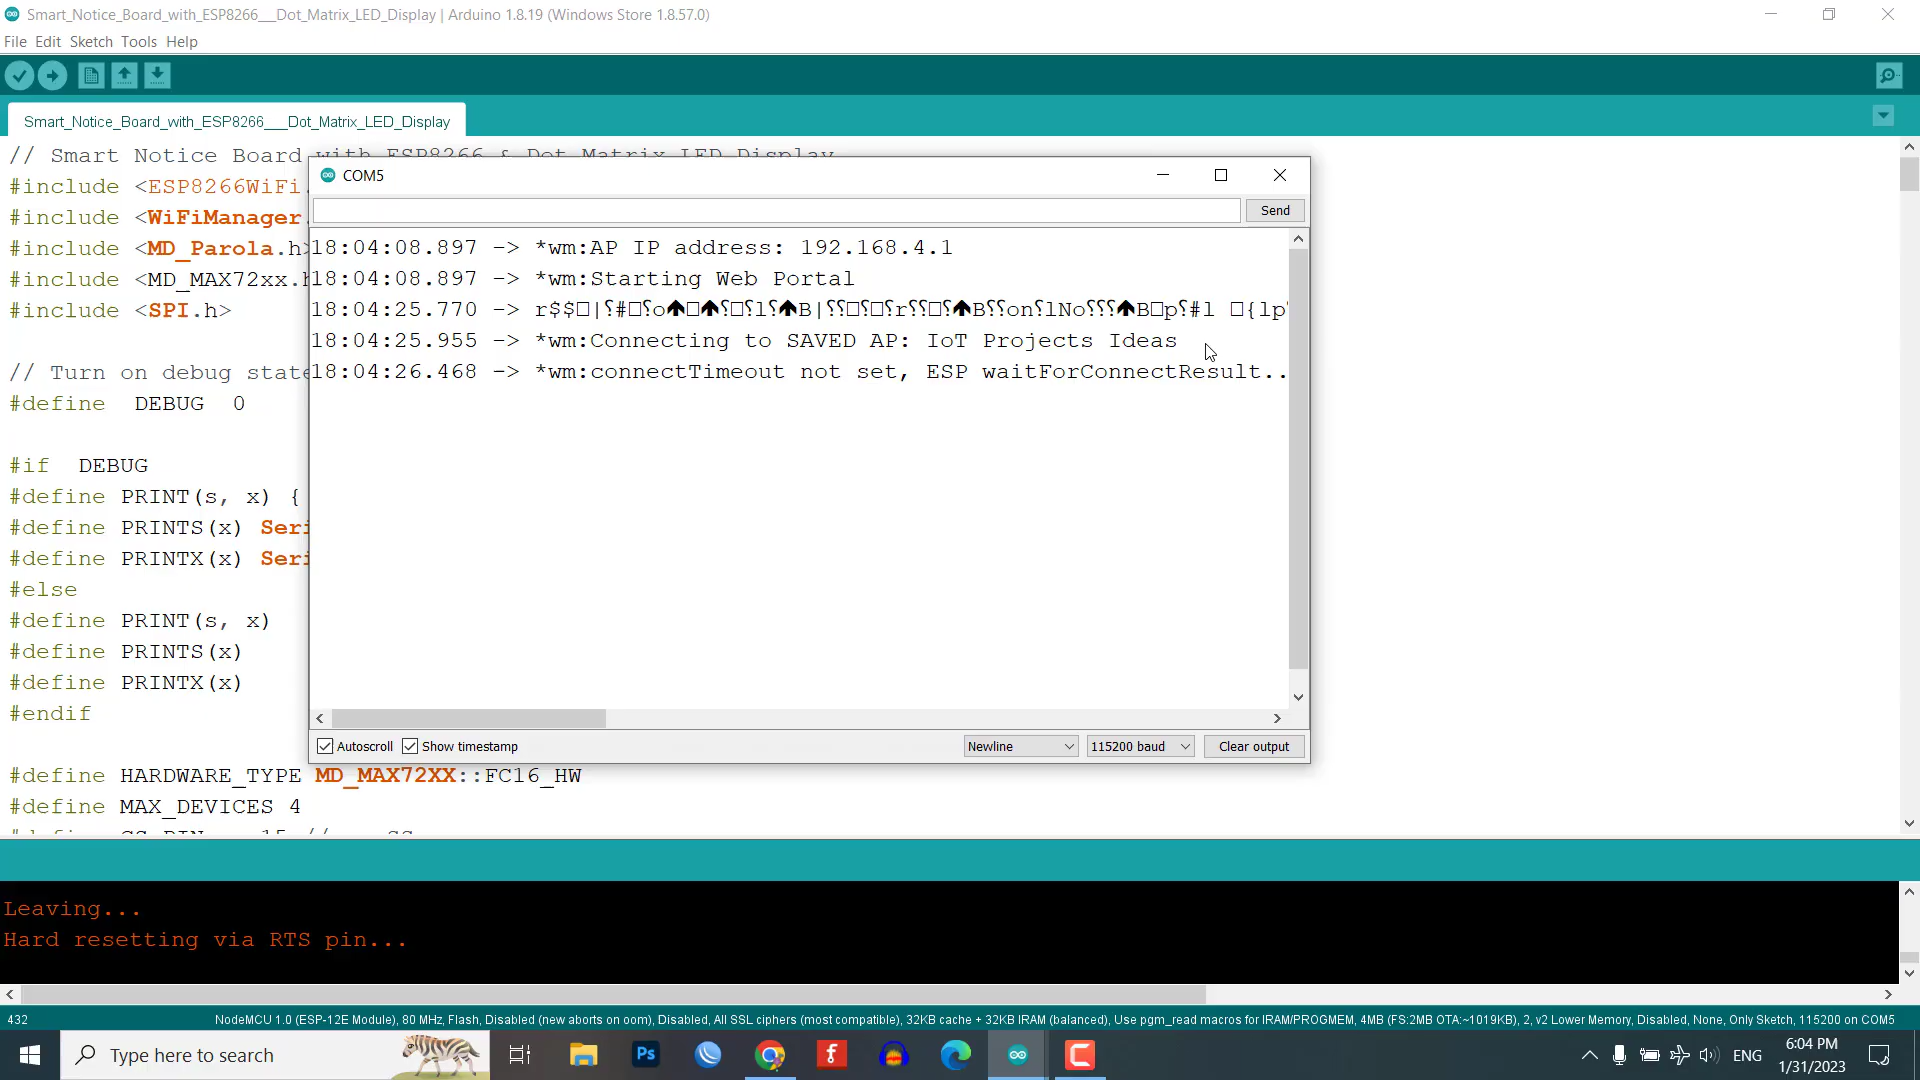 Smart_Notice_Board_with_ESP8266___Dot_Matrix_LED_Display | Arduino 1.8.19 (Windows Store 1.8.57.0)
File Edit Sketch Tools Help
Smart_Notice_Board_with_ESP8266___Dot_Matrix_LED_Display
// Smart Notice Board with ESP8266 & Dot Matrix LED Display
#include <ESP8266WiFi.
#include <WiFiManager.
#include <MD_Parola.h>
#include <MD_MAX72xx.h
#include <SPI.h>
// Turn on debug state
#define DEBUG 0
#if DEBUG
#define PRINT(s, x) {
#define PRINTS(x) Seri
#define PRINTX(x) Seri
#else
#define PRINT(s, x)
#define PRINTS(x)
#define PRINTX(x)
#endif
#define HARDWARE_TYPE MD_MAX72XX::FC16_HW
#define MAX_DEVICES 4
COM5
Send
18:04:08.897 -> *wm:AP IP address: 192.168.4.1
18:04:08.897 -> *wm:Starting Web Portal
18:04:25.770 ->
18:04:25.955 -> *wm:Connecting to SAVED AP: IoT Projects Ideas
18:04:26.468 -> *wm:connectTimeout not set, ESP waitForConnectResult..
Autoscroll Show timestamp Newline 115200 baud Clear output
Leaving...
Hard resetting via RTS pin...
432 NodeMCU 1.0 (ESP-12E Module), 80 MHz, Flash, Disabled (new aborts on oom), Disabled, All SSL ciphers (most compatible), 32KB cache + 32KB IRAM (balanced), Use pgm_read macros for IRAM/PROGMEM, 4MB (FS:2MB OTA:~1019KB), 2, v2 Lower Memory, Disabled, None, Only Sketch, 115200 on COM5
Type here to search
Ps
ENG
6:04 PM
1/31/2023